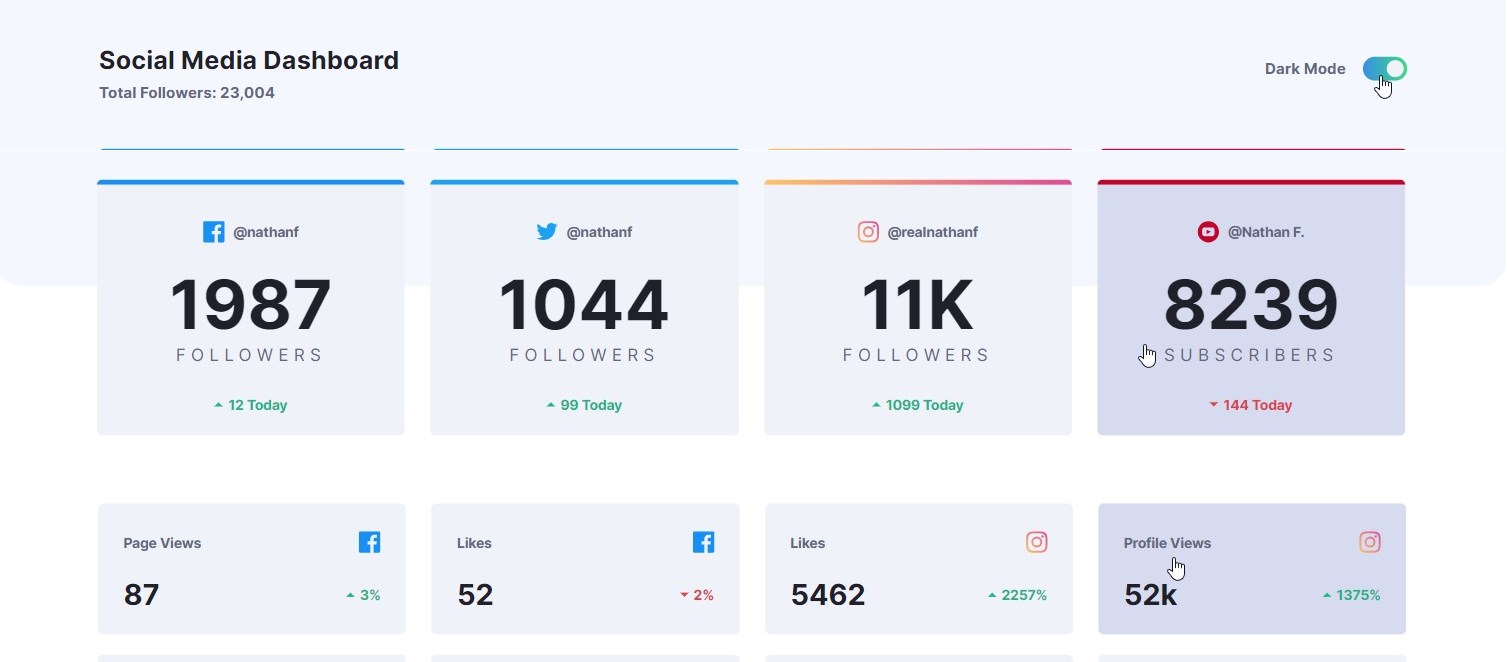 Social Media Dashboard
Total Followers: 23,004
Dark Mode
@nathanf
1987
FOLLOWERS
12 Today
@nathanf
1044
FOLLOWERS
99 Today
@realnathanf
11K
FOLLOWERS
1099 Today
@Nathan F.
8239
SUBSCRIBERS
144 Today
Page Views
87
3%
Likes
52
2%
Likes
5462
2257%
Profile Views
52k
1375%